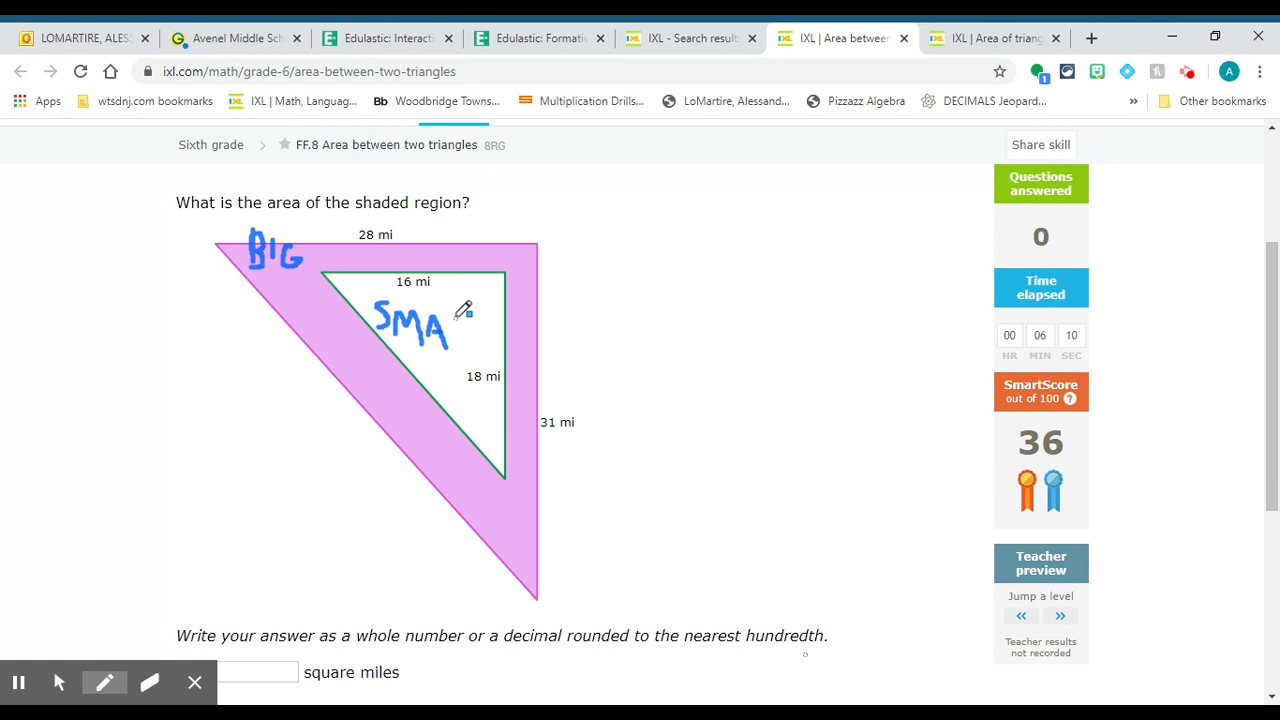 LOMARTIRE, ALES
Avenel Middle Sch
Edulastic: Interact
Edulastic: Formati
IXL - Search result
IXL | Area between
IXL | Area of triang
ixl.com/math/grade-6/area-between-two-triangles
1
A
Apps
wtsdnj.com bookmarks
IXL | Math, Languag...
Bb Woodbridge Towns...
Multiplication Drills...
LoMartire, Alessand...
Pizzazz Algebra
DECIMALS Jeopard...
»
Other bookmarks
Sixth grade > FF.8 Area between two triangles 8RG
Share skill
What is the area of the shaded region?
28 mi
BIG
16 mi
SMA
18 mi
31 mi
Write your answer as a whole number or a decimal rounded to the nearest hundredth.
square miles
Questions
answered
0
Time
elapsed
00 06 10
HR MIN SEC
SmartScore
out of 100 ?
36
Teacher
preview
Jump a level
« »
Teacher results
not recorded